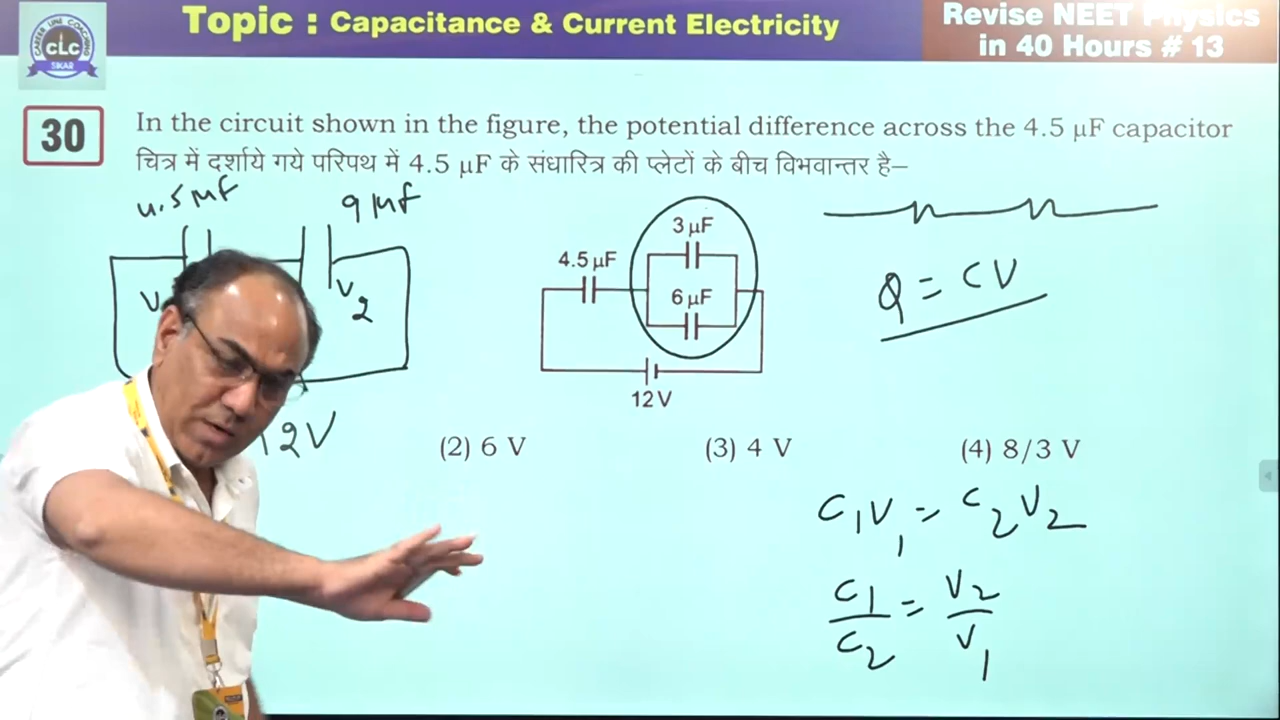 Topic : Capacitance & Current Electricity
Revise NEET Physics
in 40 Hours # 13
CAREER LINE COACHING
CLC
SIKAR
30
In the circuit shown in the figure, the potential difference across the 4.5 μF capacitor
चित्र में दर्शाये गये परिपथ में 4.5 μF के संधारित्र की प्लेटों के बीच विभवान्तर है–
4.5 μF
9 μF
V
V2
12V
3 μF
4.5 μF
6 μF
12 V
Q = CV
(2) 6 V
(3) 4 V
(4) 8/3 V
C1V1 = C2V2
C1/C2 = V2/V1